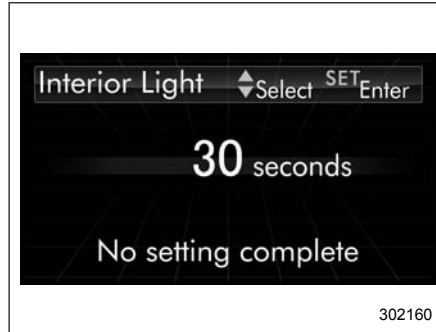 Interior Light Select SET Enter
30 seconds
No setting complete
302160